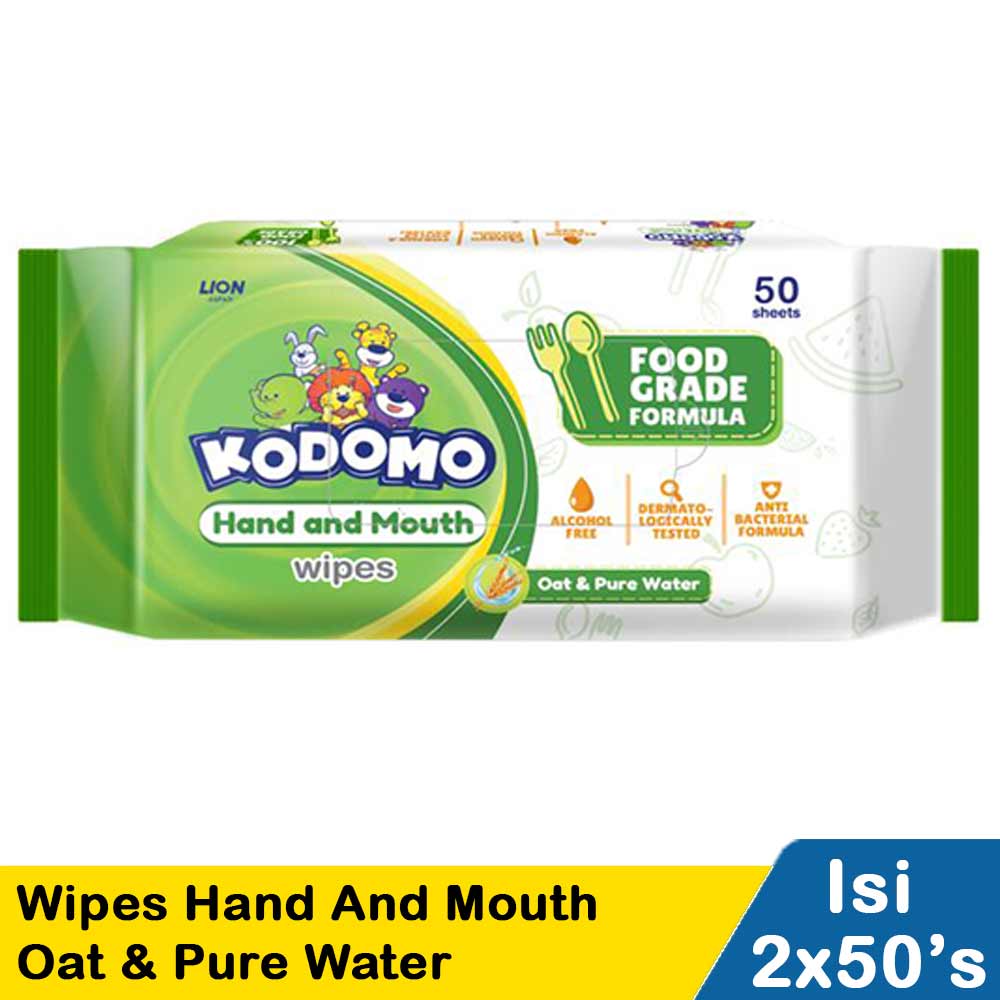 LION
50
sheets
FOOD
GRADE
FORMULA
KODOMO
Hand and Mouth
wipes
ALCOHOL
FREE
DERMATO-
LOGICALLY
TESTED
ANTI
BACTERIAL
FORMULA
Oat & Pure Water
Wipes Hand And Mouth
Oat & Pure Water
Isi
2x50's